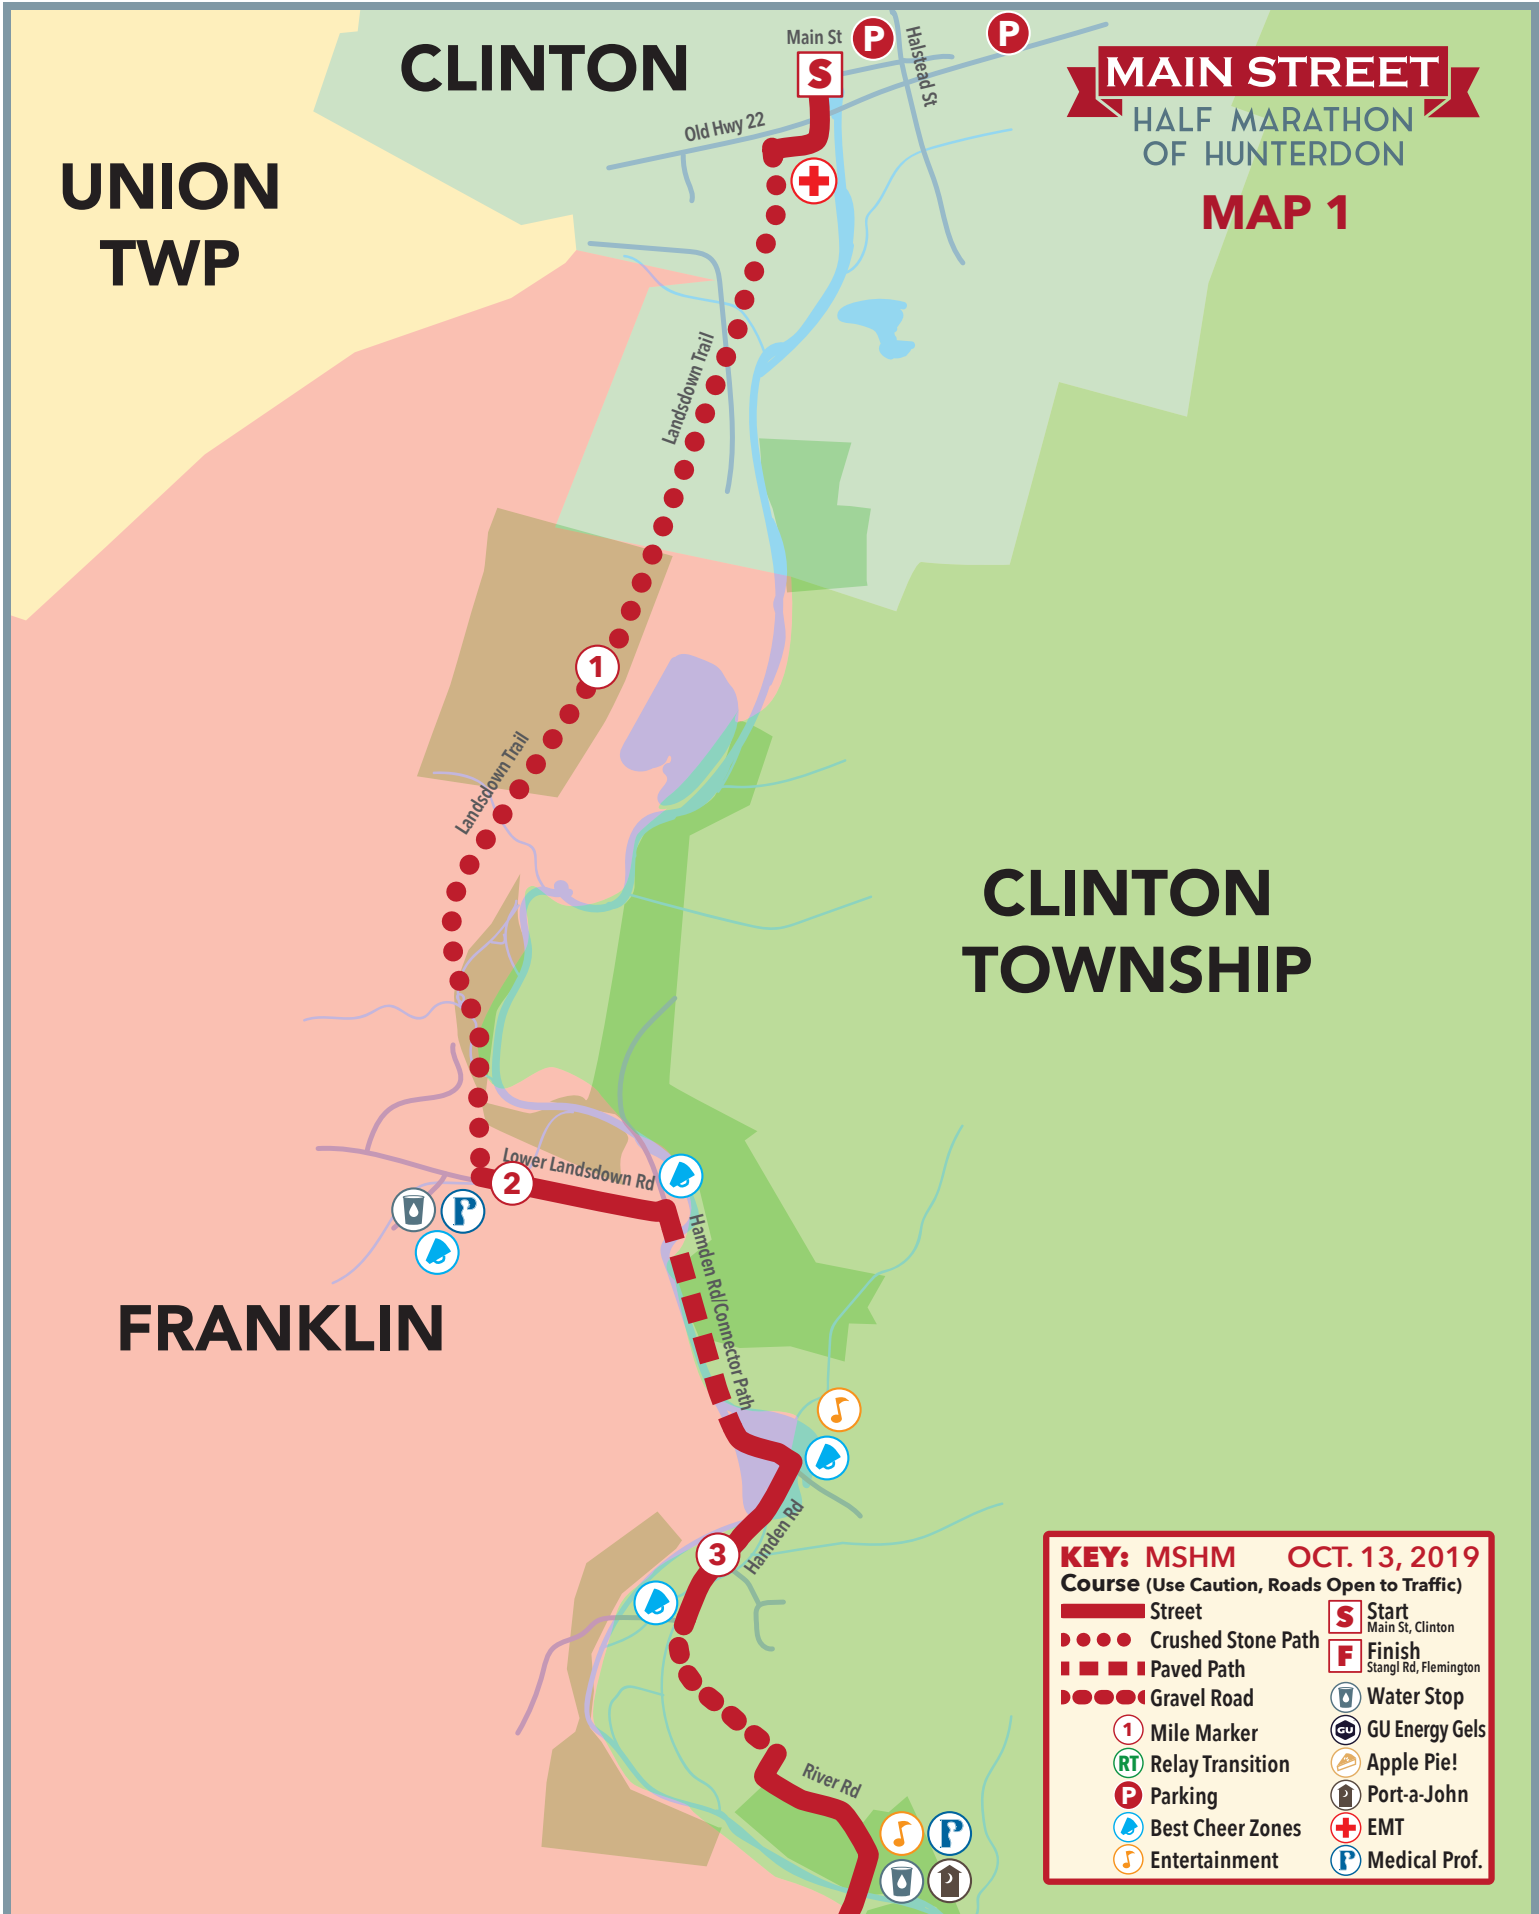 CLINTON
Main St
S
P
Halstead St
P
MAIN STREET
HALF MARATHON
OF HUNTERDON
MAP 1
Old Hwy 22
UNION
TWP
Landsdown Trail
1
Landsdown Trail
CLINTON
TOWNSHIP
Lower Landsdown Rd
2
P
Hamden Rd/Connector Path
FRANKLIN
Hamden Rd
3
River Rd
P
KEY: MSHM OCT. 13, 2019
Course (Use Caution, Roads Open to Traffic)
Street
Crushed Stone Path
Paved Path
Gravel Road
1 Mile Marker
RT Relay Transition
P Parking
Best Cheer Zones
Entertainment
S Start
Main St, Clinton
F Finish
Stangl Rd, Flemington
Water Stop
GU GU Energy Gels
Apple Pie!
Port-a-John
EMT
P Medical Prof.